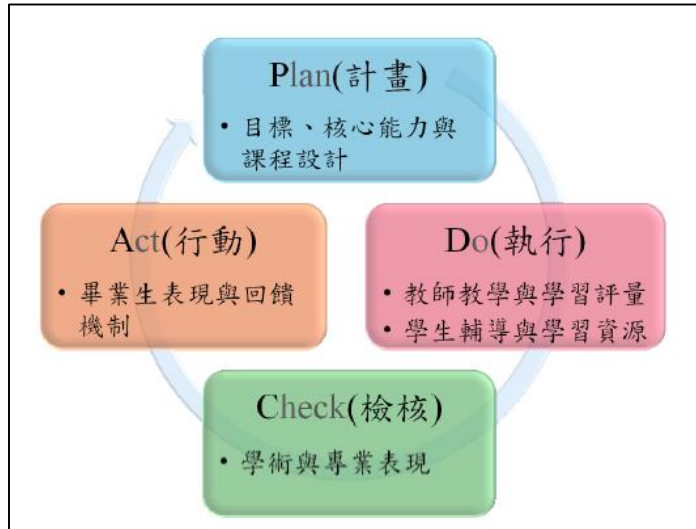 Plan(計畫)
• 目標、核心能力與
課程設計
Do(執行)
• 教師教學與學習評量
• 學生輔導與學習資源
Check(檢核)
• 學術與專業表現
Act(行動)
• 畢業生表現與回饋
機制